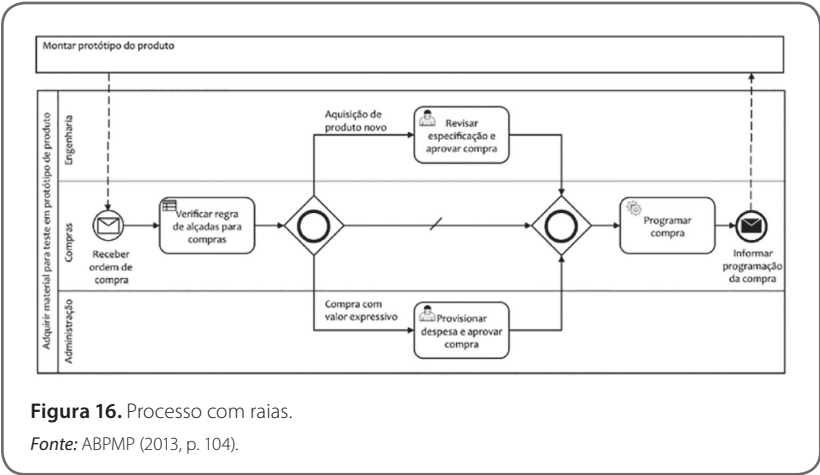 Montar protótipo do produto
Adquirir material para teste em protótipo de produto
Engenharia
Aquisição de
produto novo
Revisar
especificação e
aprovar compra
Compras
Receber
ordem de
compra
Verificar regra
de alçadas para
compras
Programar
compra
Informar
programação
da compra
Administração
Compra com
valor expressivo
Provisionar
despesa e aprovar
compra
Figura 16. Processo com raias.
Fonte: ABPMP (2013, p. 104).